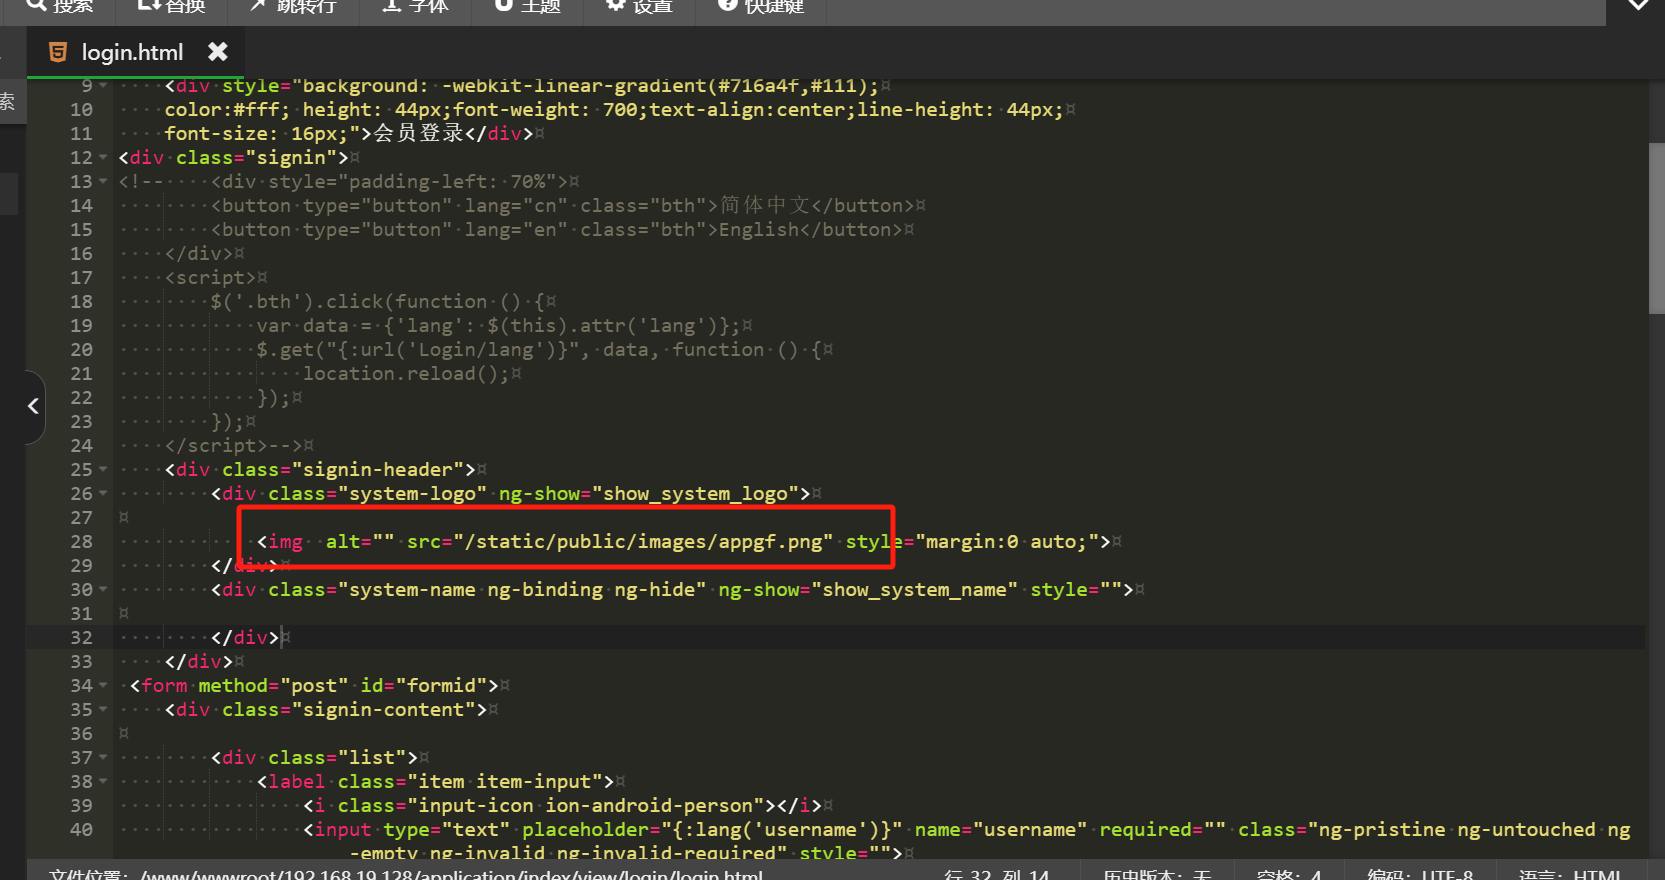 搜索 替换 跳转行 字体 主题 设置 快捷键
login.html
索
9 <div style="background: -webkit-linear-gradient(#716a4f,#111);
10 color:#fff; height: 44px;font-weight: 700;text-align:center;line-height: 44px;
11 font-size: 16px;">会员登录</div>
12 <div class="signin">
13 <!-- <div style="padding-left: 70%">
14 <button type="button" lang="cn" class="bth">简体中文</button>
15 <button type="button" lang="en" class="bth">English</button>
16 </div>
17 <script>
18 $('.bth').click(function () {
19 var data = {'lang': $(this).attr('lang')};
20 $.get("{:url('Login/lang')}", data, function () {
21 location.reload();
22 });
23 });
24 </script>-->
25 <div class="signin-header">
26 <div class="system-logo" ng-show="show_system_logo">
27
28 <img  alt="" src="/static/public/images/appgf.png" style="margin:0 auto;">
29 </div>
30 <div class="system-name ng-binding ng-hide" ng-show="show_system_name" style="">
31
32 </div>
33 </div>
34 <form method="post" id="formid">
35 <div class="signin-content">
36
37 <div class="list">
38 <label class="item item-input">
39 <i class="input-icon ion-android-person"></i>
40 <input type="text" placeholder="{:lang('username')}" name="username" required="" class="ng-pristine ng-untouched ng
-empty ng-invalid ng-invalid-required" style="">
文件位置: /www/wwwroot/192.168.19.128/application/index/view/login/login.html 行 32, 列 14 历史版本: 无 空格: 4 编码: UTF-8 语言: HTML